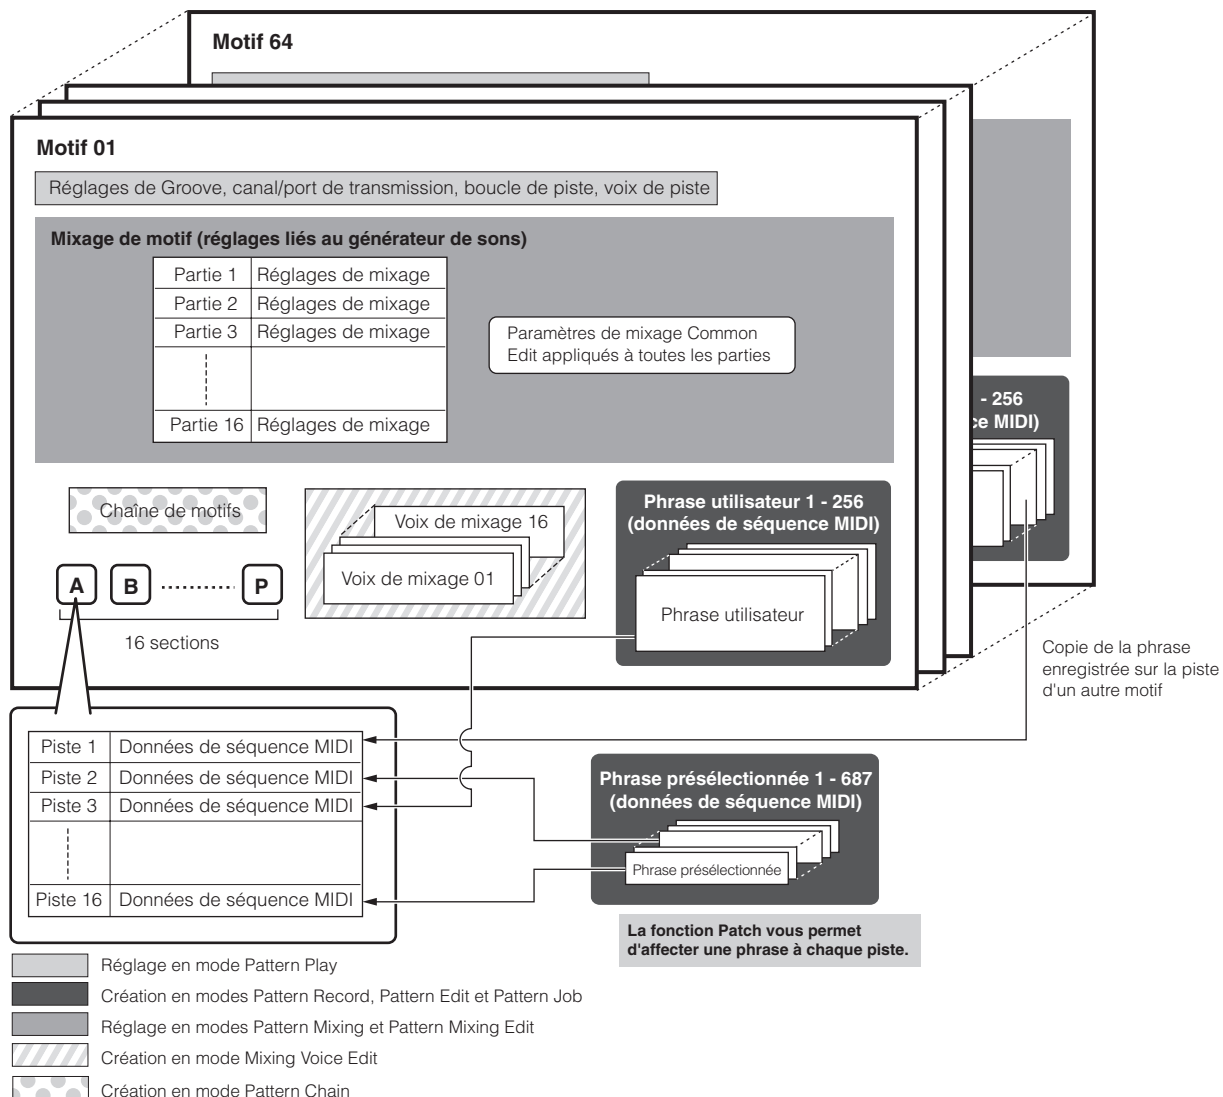 Motif 64
Motif 01
Réglages de Groove, canal/port de transmission, boucle de piste, voix de piste
Mixage de motif (réglages liés au générateur de sons)
Partie 1 Réglages de mixage
Partie 2 Réglages de mixage
Partie 3 Réglages de mixage
Partie 16 Réglages de mixage
Paramètres de mixage Common
Edit appliqués à toutes les parties
- 256
ce MIDI)
Chaîne de motifs
A B P
16 sections
Voix de mixage 16
Voix de mixage 01
Phrase utilisateur 1 - 256
(données de séquence MIDI)
Phrase utilisateur
Copie de la phrase
enregistrée sur la piste
d'un autre motif
Piste 1 Données de séquence MIDI
Piste 2 Données de séquence MIDI
Piste 3 Données de séquence MIDI
Piste 16 Données de séquence MIDI
Phrase présélectionnée 1 - 687
(données de séquence MIDI)
Phrase présélectionnée
La fonction Patch vous permet
d'affecter une phrase à chaque piste.
Réglage en mode Pattern Play
Création en modes Pattern Record, Pattern Edit et Pattern Job
Réglage en modes Pattern Mixing et Pattern Mixing Edit
Création en mode Mixing Voice Edit
Création en mode Pattern Chain